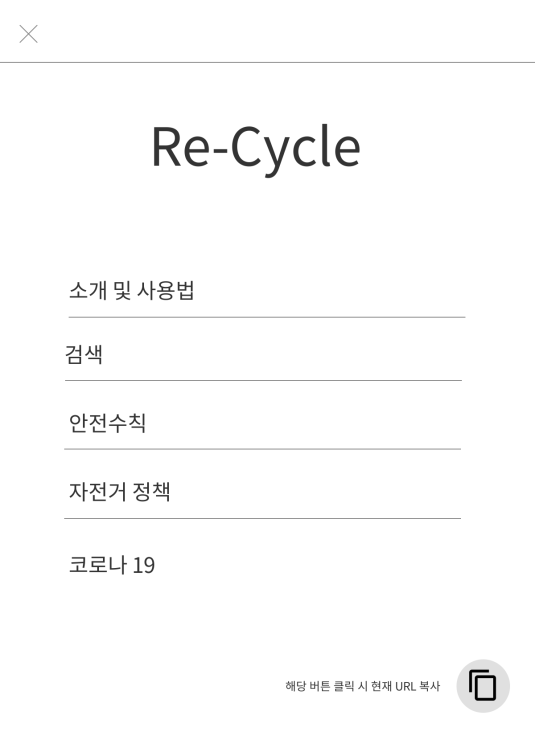 Re-Cycle
소개 및 사용법
검색
안전수칙
자전거 정책
코로나 19
해당 버튼 클릭 시 현재 URL 복사